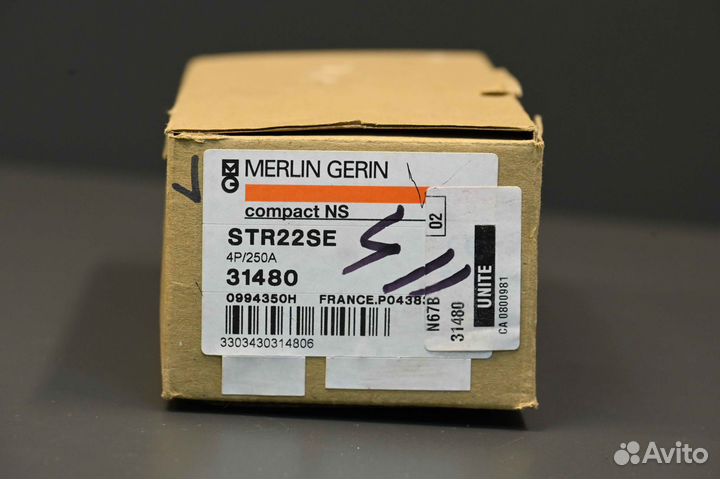 MERLIN GERIN
compact NS
02
STR22SE
4P/250A
31480
0994350H FRANCE.P0438
3303430314806
N67B
31480
UNITE
CA 0800981
Avito